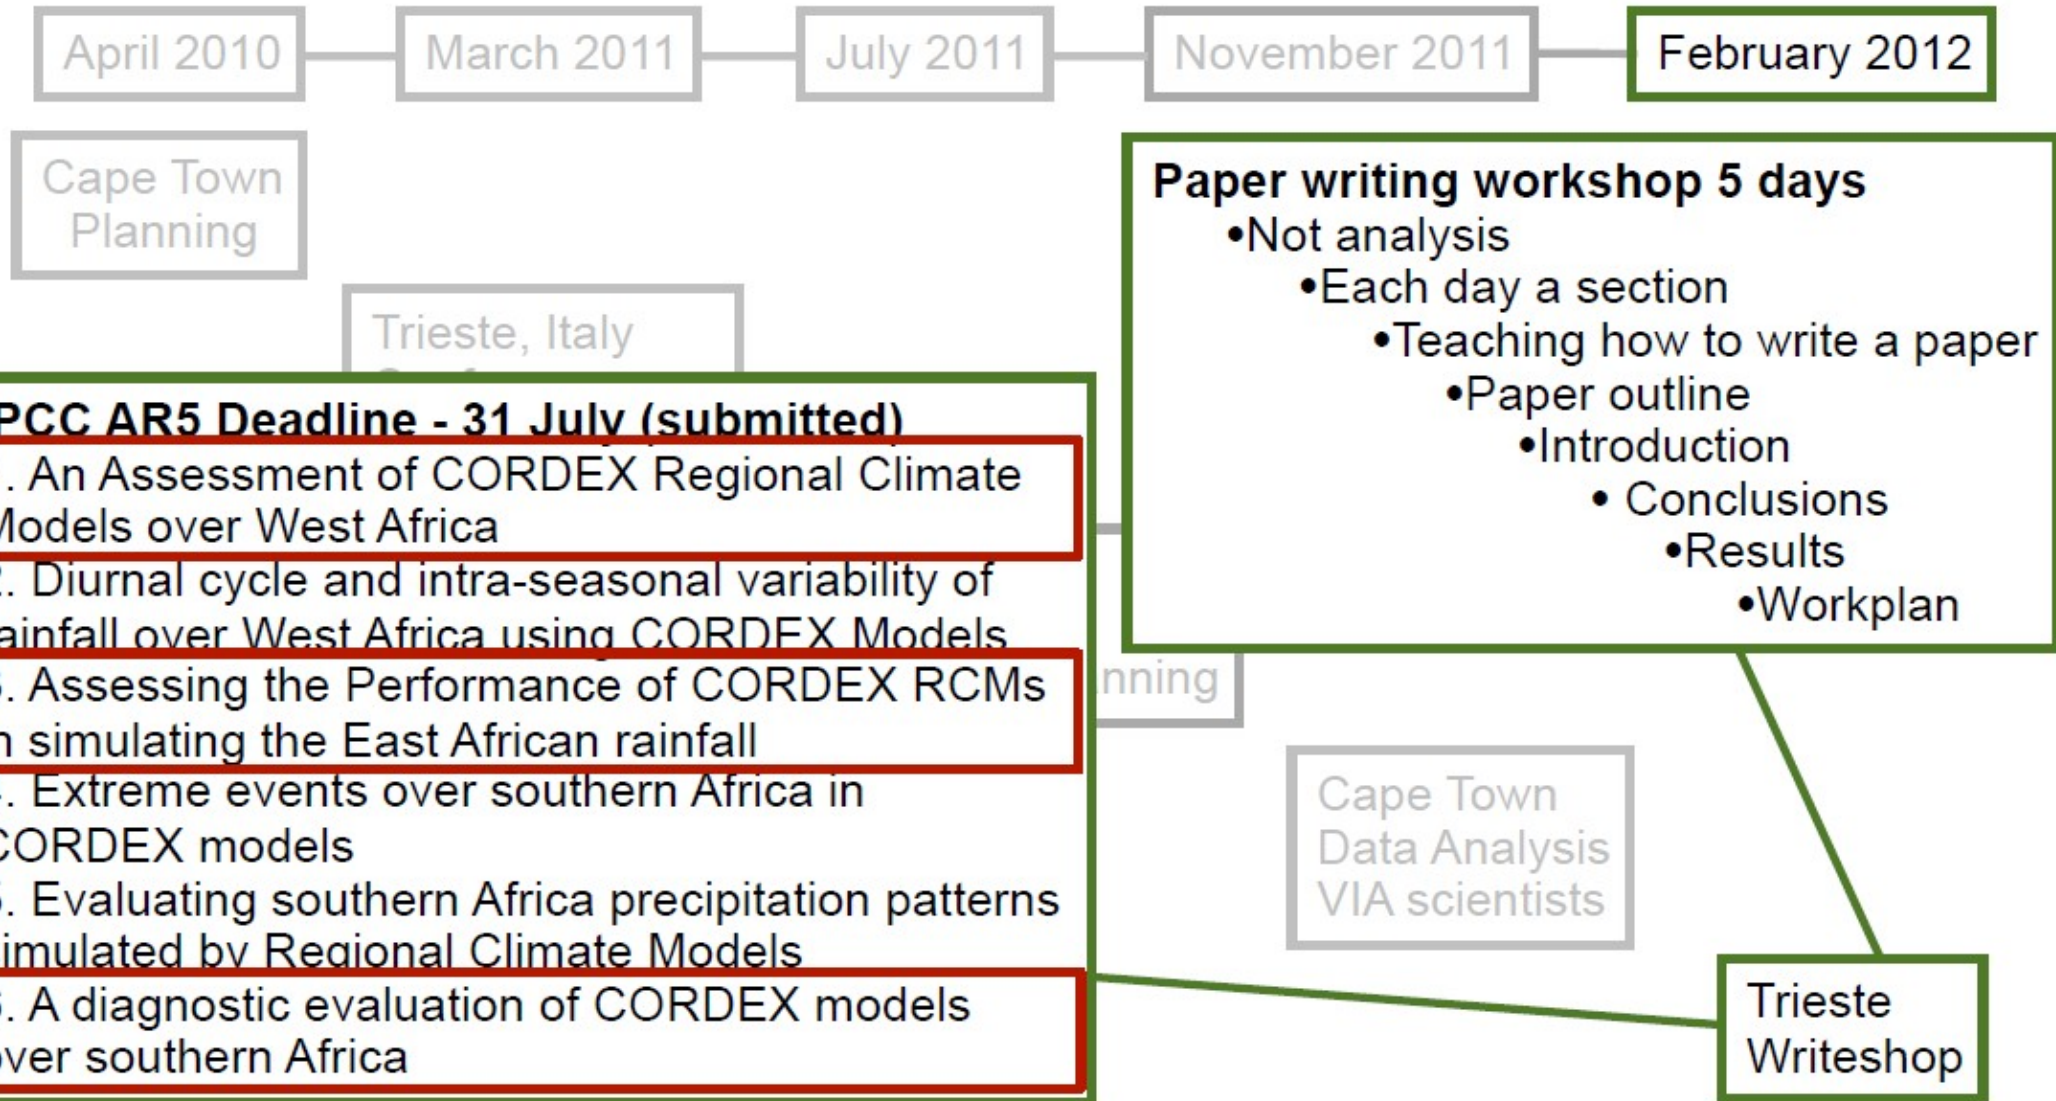 April 2010
March 2011
July 2011
November 2011
February 2012
Cape Town
Planning
Trieste, Italy
Paper writing workshop 5 days
•Not analysis
•Each day a section
•Teaching how to write a paper
•Paper outline
•Introduction
• Conclusions
•Results
•Workplan
PCC AR5 Deadline - 31 July (submitted)
. An Assessment of CORDEX Regional Climate
Models over West Africa
. Diurnal cycle and intra-seasonal variability of
ainfall over West Africa using CORDEX Models
. Assessing the Performance of CORDEX RCMs
n simulating the East African rainfall
. Extreme events over southern Africa in
CORDEX models
. Evaluating southern Africa precipitation patterns
imulated by Regional Climate Models
. A diagnostic evaluation of CORDEX models
over southern Africa
nning
Cape Town
Data Analysis
VIA scientists
Trieste
Writeshop